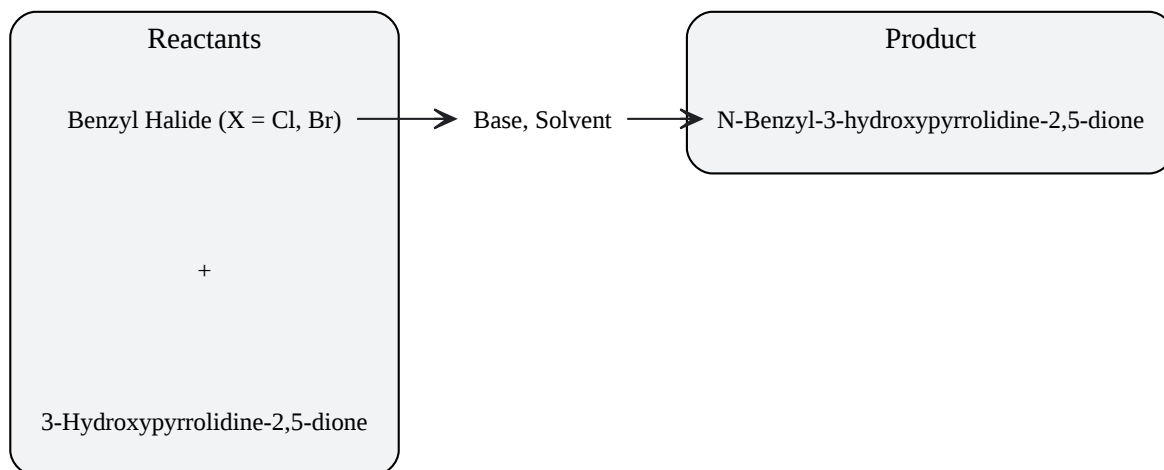 Reactants
Product
Benzyl Halide (X = Cl, Br)
Base, Solvent
N-Benzyl-3-hydroxypyrrolidine-2,5-dione
+
3-Hydroxypyrrolidine-2,5-dione